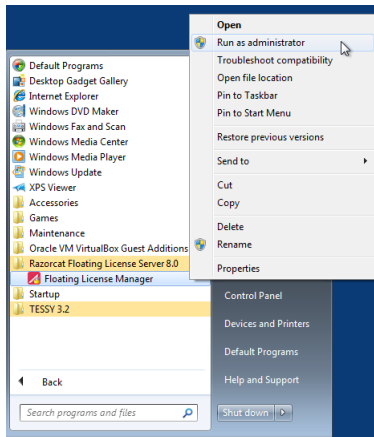 Open
Run as administrator
Troubleshoot compatibility
Open file location
Pin to Taskbar
Pin to Start Menu
Restore previous versions
Send to
Cut
Copy
Delete
Rename
Properties
Default Programs
Desktop Gadget Gallery
Internet Explorer
Windows DVD Maker
Windows Fax and Scan
Windows Media Center
Windows Media Player
Windows Update
XPS Viewer
Accessories
Games
Maintenance
Oracle VM VirtualBox Guest Additions
Razorcat Floating License Server 8.0
Floating License Manager
Startup
TESSY 3.2
Back
Search programs and files
Control Panel
Devices and Printers
Default Programs
Help and Support
Shut down